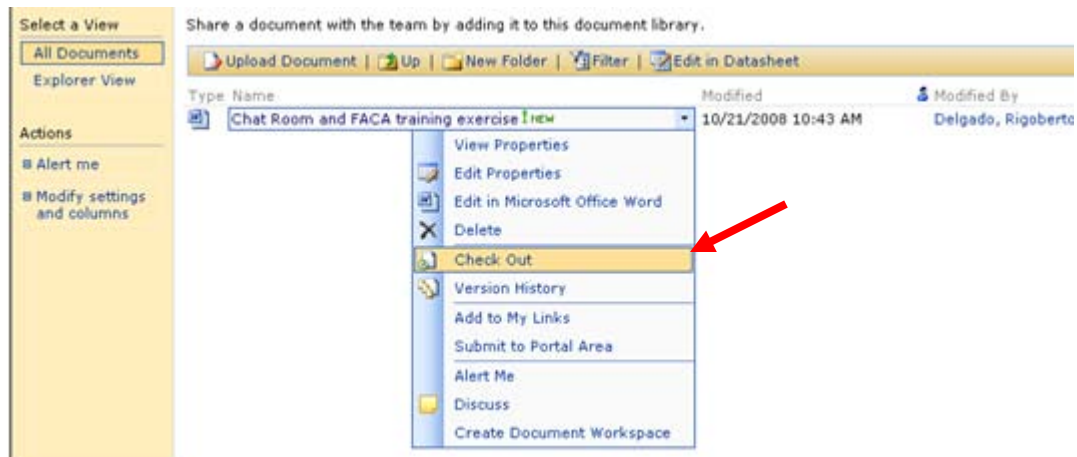 Select a View
All Documents
Explorer View
Actions
Alert me
Modify settings
and columns
Share a document with the team by adding it to this document library.
Upload Document | Up | New Folder | Filter | Edit in Datasheet
Type Name Modified Modified By
Chat Room and FACA training exercise ! NEW 10/21/2008 10:43 AM Delgado, Rigoberto
View Properties
Edit Properties
Edit in Microsoft Office Word
Delete
Check Out
Version History
Add to My Links
Submit to Portal Area
Alert Me
Discuss
Create Document Workspace